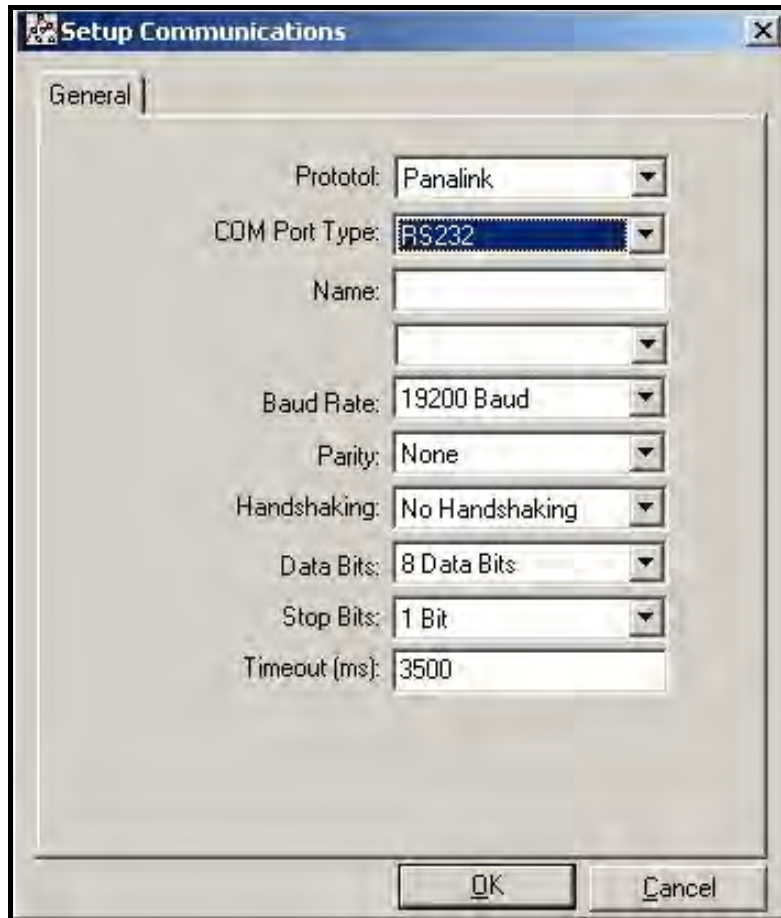 Setup Communications
General
Prototol: Panalink
COM Port Type: RS232
Name:
Baud Rate: 19200 Baud
Parity: None
Handshaking: No Handshaking
Data Bits: 8 Data Bits
Stop Bits: 1 Bit
Timeout (ms): 3500
OK Cancel